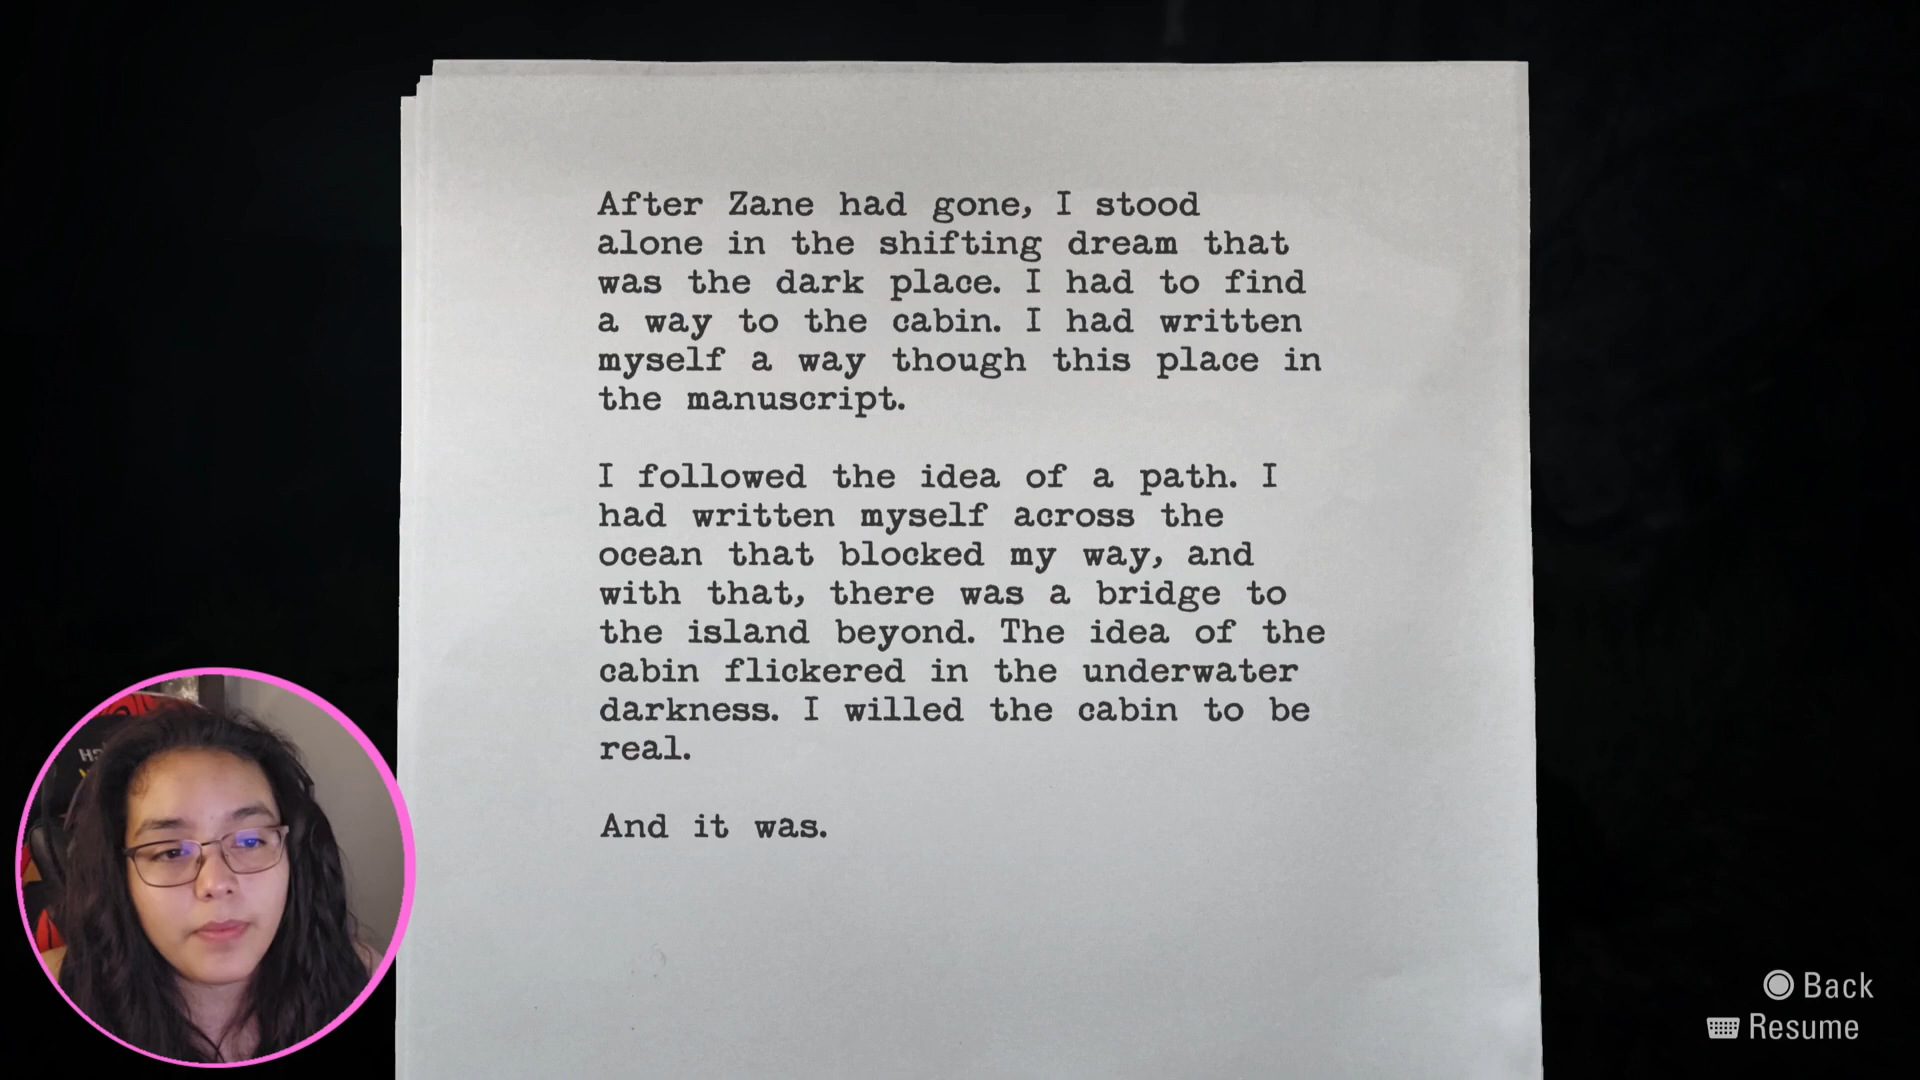 After Zane had gone, I stood
alone in the shifting dream that
was the dark place. I had to find
a way to the cabin. I had written
myself a way though this place in
the manuscript.
I followed the idea of a path. I
had written myself across the
ocean that blocked my way, and
with that, there was a bridge to
the island beyond. The idea of the
cabin flickered in the underwater
darkness. I willed the cabin to be
real.
And it was.
Back
Resume